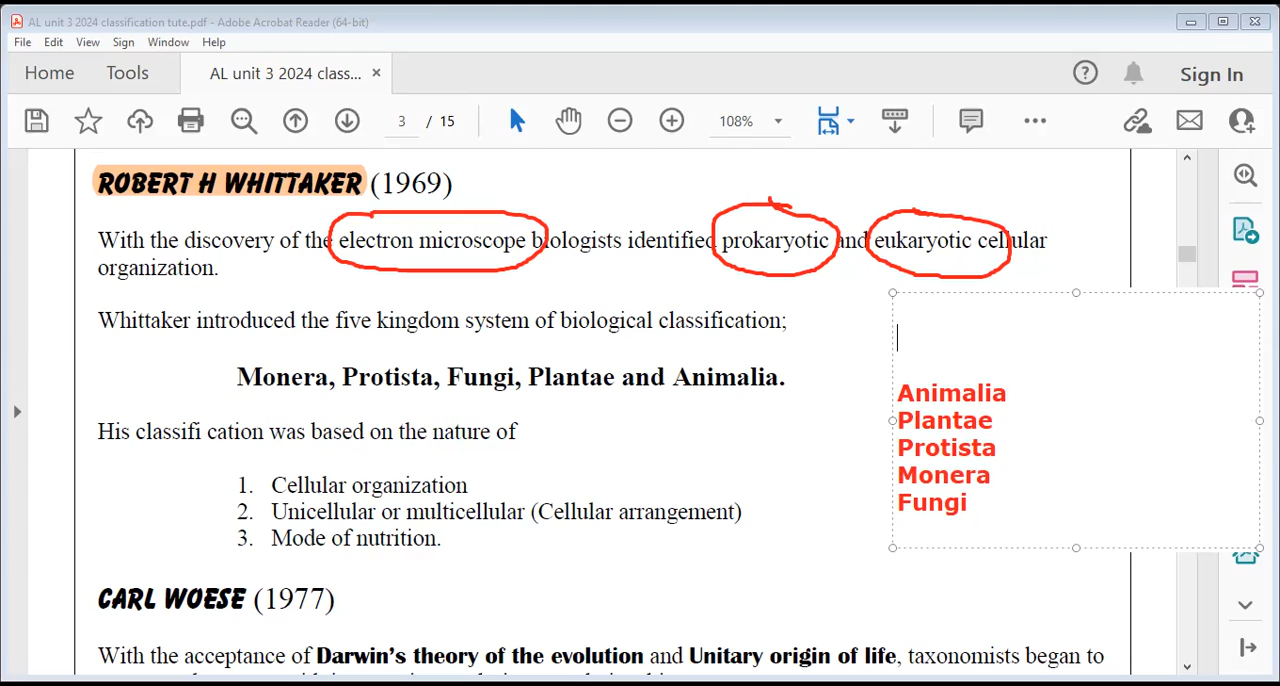 AL unit 3 2024 classification tute.pdf - Adobe Acrobat Reader (64-bit)
File Edit View Sign Window Help
Home Tools AL unit 3 2024 class... × Sign In
3 / 15 108%
ROBERT H WHITTAKER (1969)
With the discovery of the electron microscope biologists identified prokaryotic and eukaryotic cellular
organization.
Whittaker introduced the five kingdom system of biological classification;
Monera, Protista, Fungi, Plantae and Animalia.
His classifi cation was based on the nature of
1. Cellular organization
2. Unicellular or multicellular (Cellular arrangement)
3. Mode of nutrition.
Animalia
Plantae
Protista
Monera
Fungi
CARL WOESE (1977)
With the acceptance of Darwin's theory of the evolution and Unitary origin of life, taxonomists began to